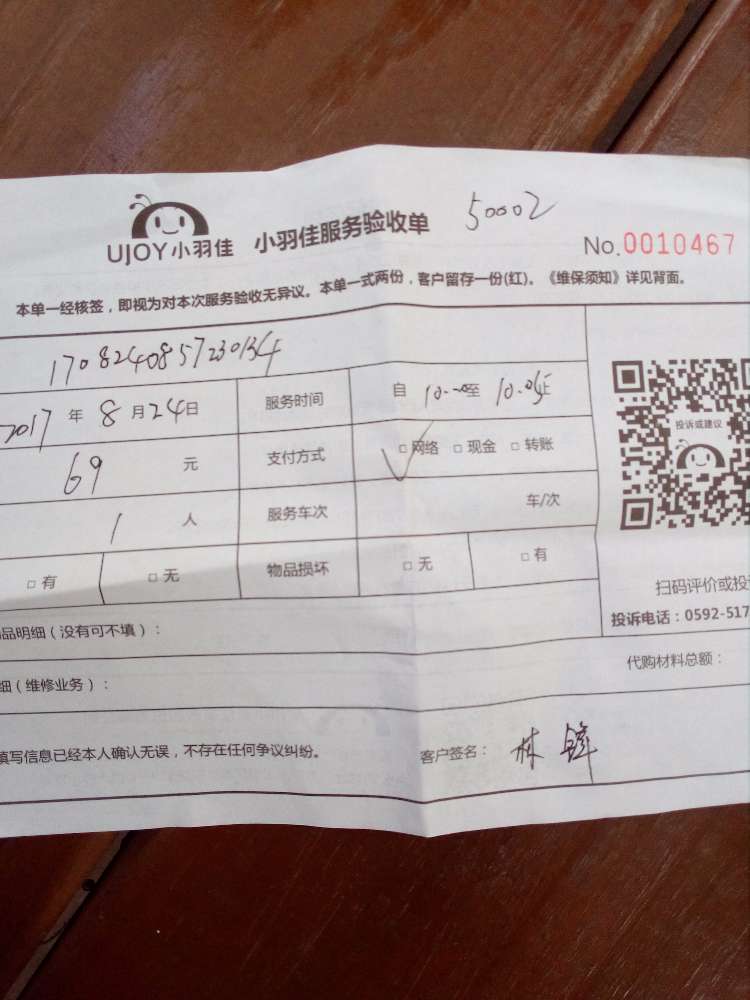 50002
UJOY小羽佳 小羽佳服务验收单 No.0010467
本单一经核签，即视为对本次服务验收无异议。本单一式两份，客户留存一份(红)。《维保须知》详见背面。
1708240857230134
2017 年 8 月 24 日 服务时间 自 10:00 至 止
69 元 支付方式 □网络 □现金 □转账
投诉或建议
1 人 服务车次 车/次
□有 □无 物品损坏 □无 □有
扫码评价或投
投诉电话：0592-517
品明细（没有可不填）：
代购材料总额：
细（维修业务）：
填写信息已经本人确认无误，不存在任何争议纠纷。 客户签名： 林锋